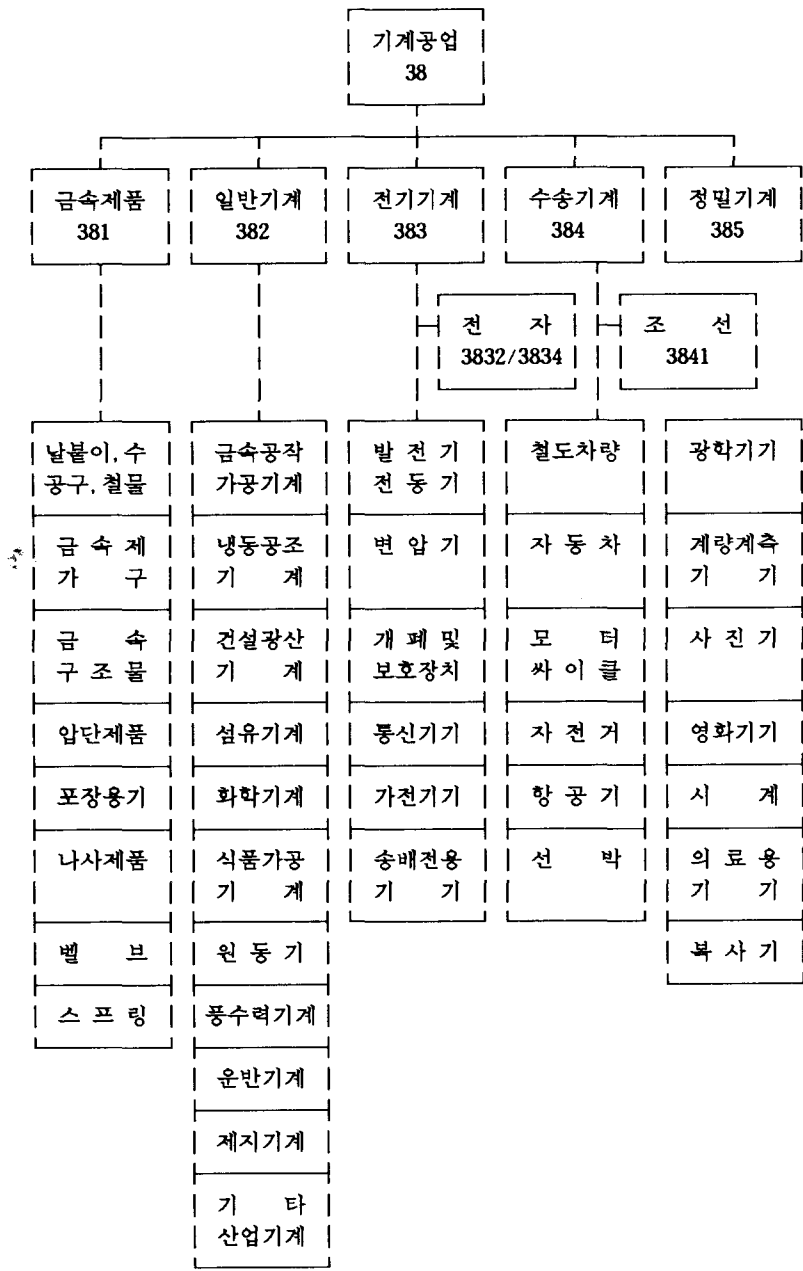 기계공업
38
금속제품
381
일반기계
382
전기기계
383
수송기계
384
정밀기계
385
전 자
3832/3834
조 선
3841
날붙이, 수
공구, 철물
금 속 제
가 구
금 속
구 조 물
압단제품
포장용기
나사제품
벨 브
스 프 링
금속공작
가공기계
냉동공조
기 계
건설광산
기 계
섬유기계
화학기계
식품가공
기 계
원 동 기
풍수력기계
운반기계
제지기계
기 타
산업기계
발 전 기
전 동 기
변 압 기
개 폐 및
보호장치
통신기기
가전기기
송배전용
기 기
철도차량
자 동 차
모 터
싸 이 클
자 전 거
항 공 기
선 박
광학기기
계량계측
기 기
사 진 기
영화기기
시 계
의 료 용
기 기
복 사 기